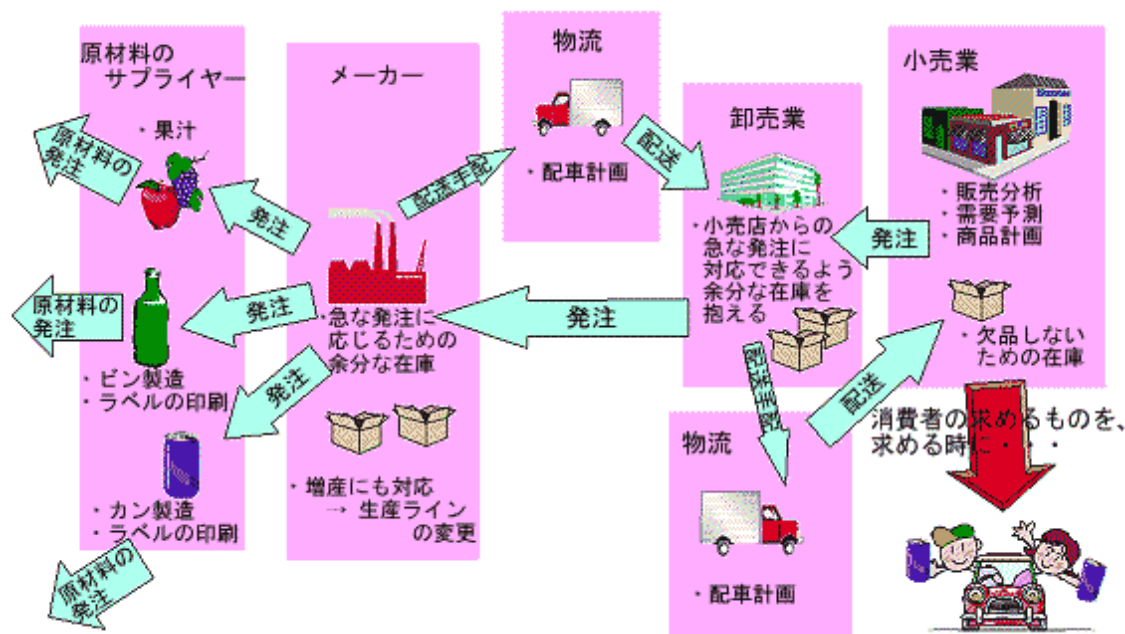 原材料の
サプライヤー
・果汁
原材料の
発注
発注
原材料の
発注
発注
・ビン製造
・ラベルの印刷
発注
・カン製造
・ラベルの印刷
原材料の
発注
メーカー
・急な発注に
応じるための
余分な在庫
・増産にも対応
→ 生産ライン
の変更
配送手配
物流
・配車計画
配送
卸売業
・小売店からの
急な発注に
対応できるよう
余分な在庫を
抱える
発注
発注
配送手配
物流
・配車計画
配送
小売業
・販売分析
・需要予測
・商品計画
・欠品しない
ための在庫
消費者の求めるものを、
求める時に・・・